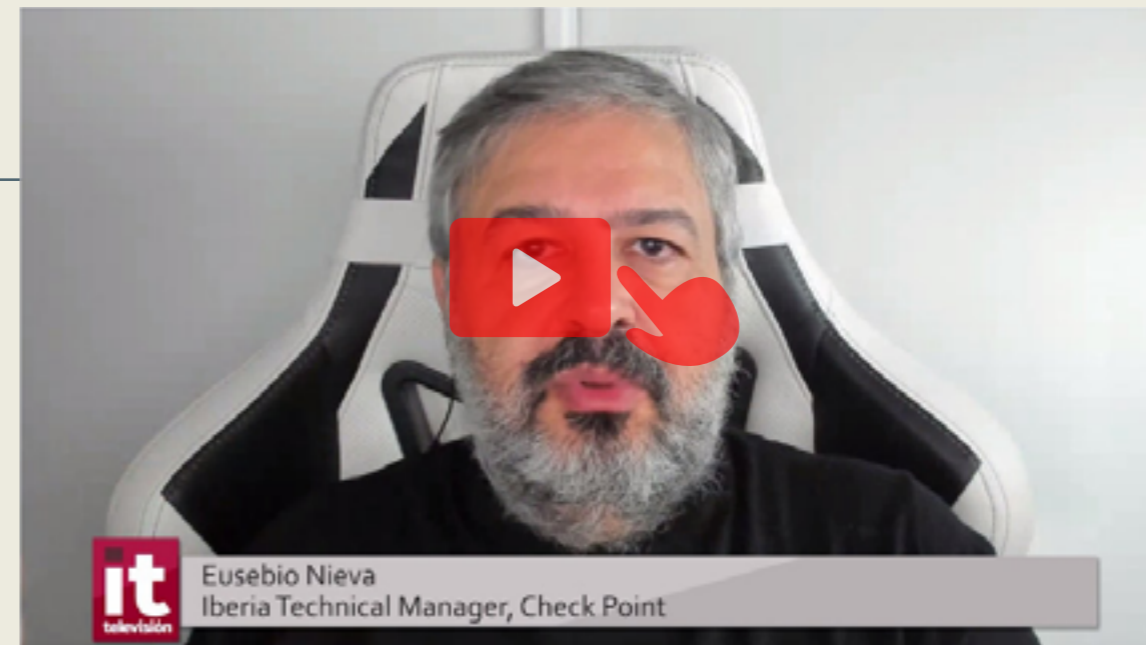 it
televisión
Eusebio Nieva
Iberia Technical Manager, Check Point